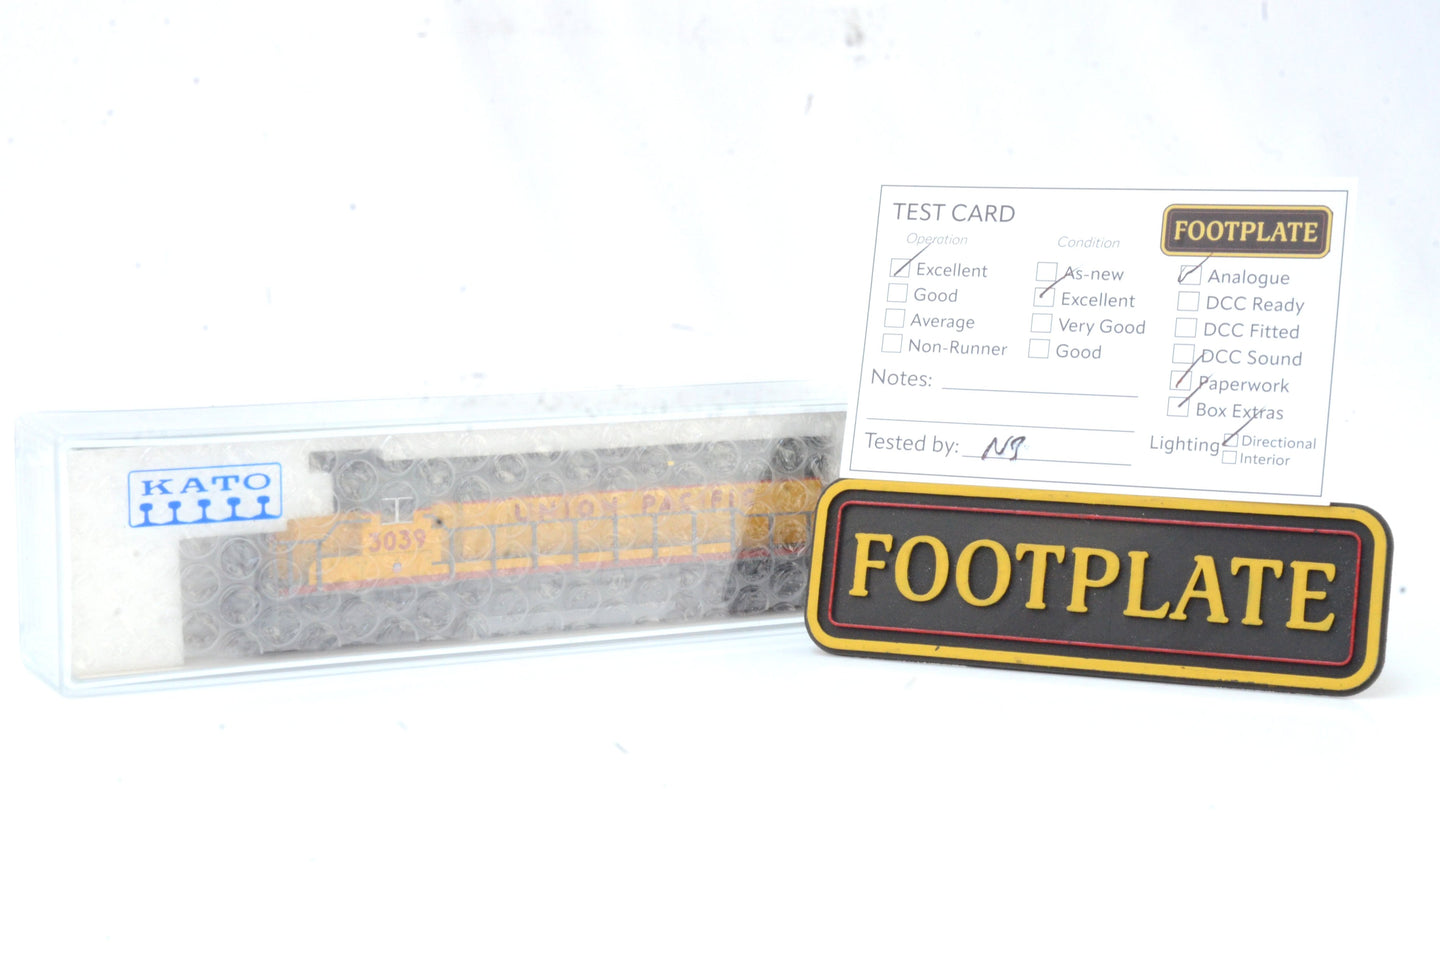 KATO
UNION PACIFIC
3039
TEST CARD
FOOTPLATE
Operation
Excellent
Good
Average
Non-Runner
Condition
As-new
Excellent
Very Good
Good
Analogue
DCC Ready
DCC Fitted
DCC Sound
Paperwork
Box Extras
Notes:
Tested by:
Lighting
Directional
Interior
FOOTPLATE